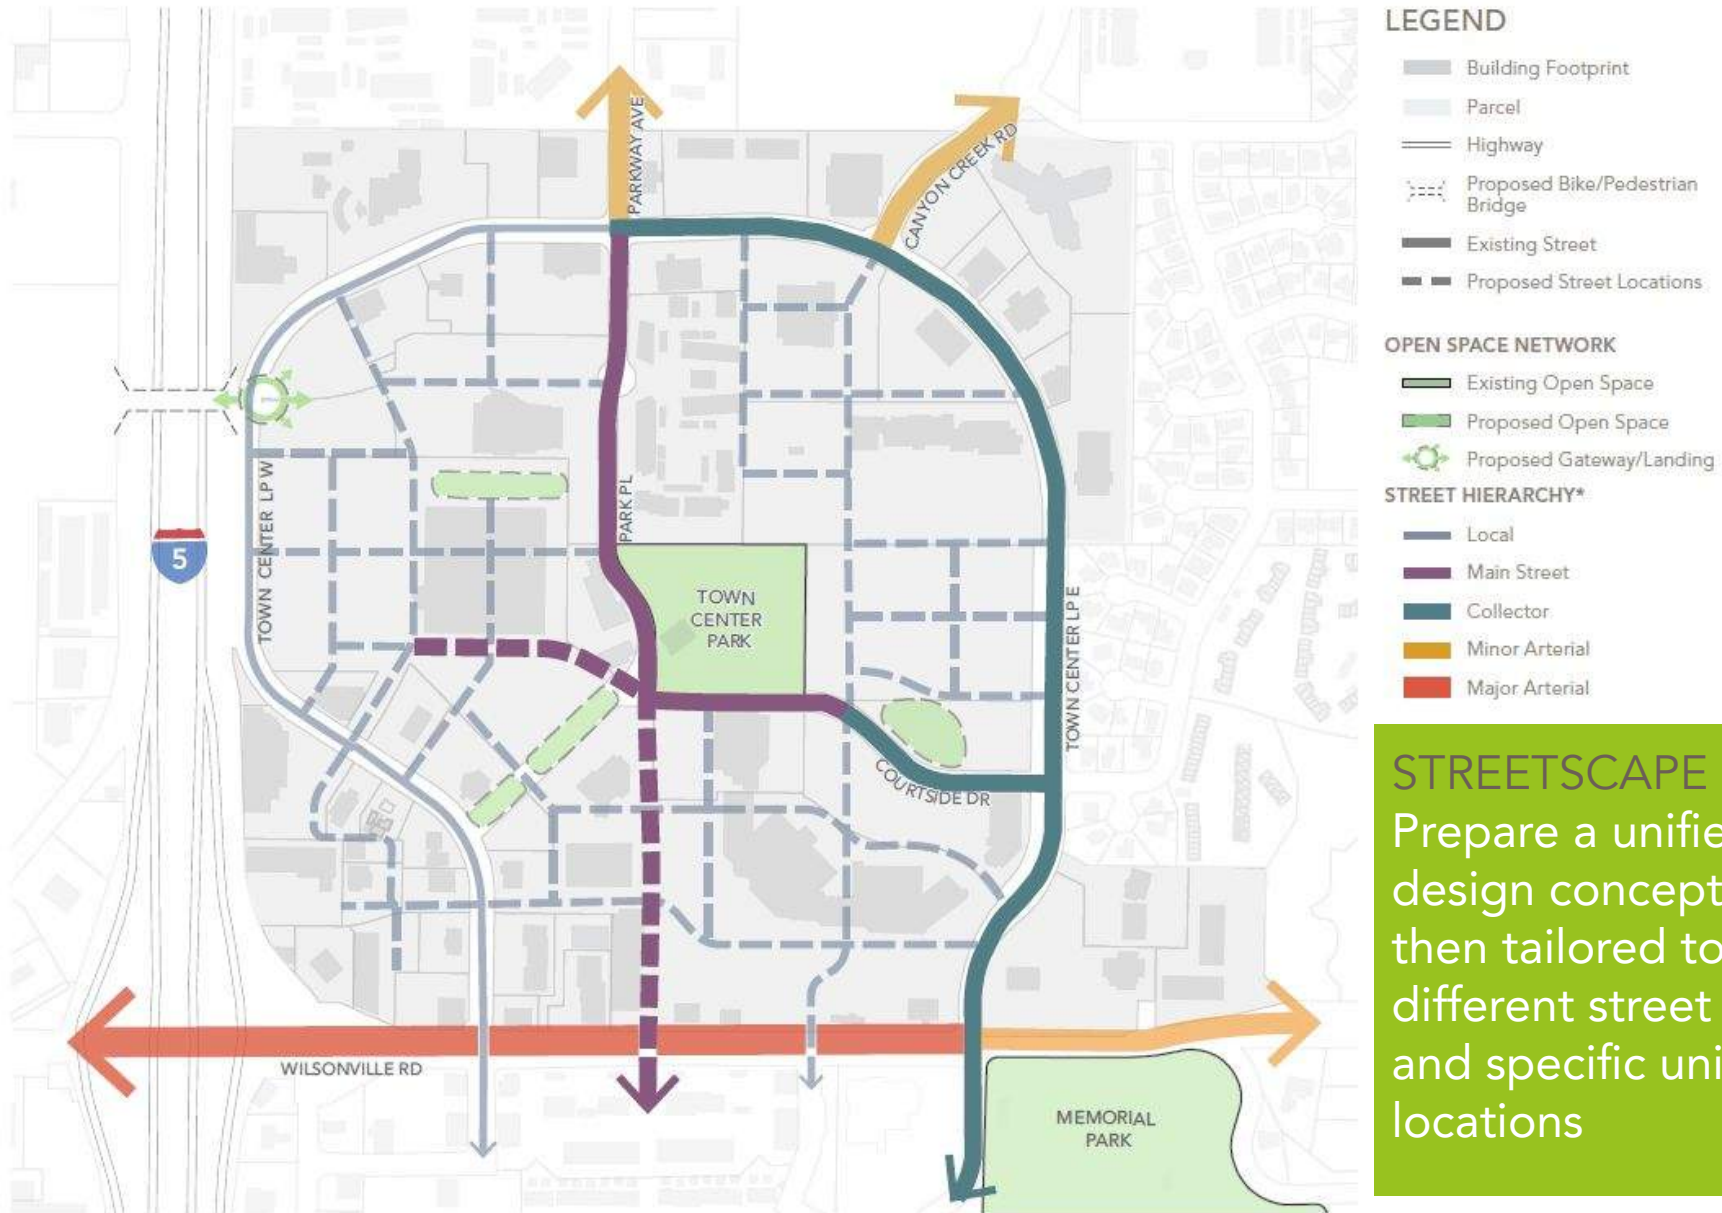 PARKWAY AVE
CANYON CREEK RD
TOWN CENTER LP W
PARK PL
5
TOWN
CENTER
PARK
TOWN CENTER LP E
COURTSIDE DR
WILSONVILLE RD
MEMORIAL
PARK
LEGEND
Building Footprint
Parcel
Highway
Proposed Bike/Pedestrian
Bridge
Existing Street
Proposed Street Locations
OPEN SPACE NETWORK
Existing Open Space
Proposed Open Space
Proposed Gateway/Landing
STREET HIERARCHY*
Local
Main Street
Collector
Minor Arterial
Major Arterial
STREETSCAPE
Prepare a unifie
design concept
then tailored to
different street
and specific uni
locations